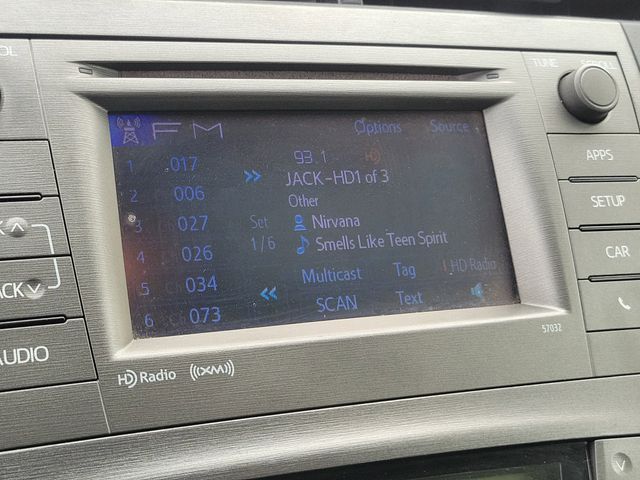 TUNE SCROLL
FM Options Source
1 017
2 006
3 027
4 026
5 034
6 073
>>
Set
1/6
<<
93.1 HD
JACK-HD1 of 3
Other
Nirvana
Smells Like Teen Spirit
Multicast Tag HD Radio
SCAN Text
APPS
SETUP
CAR
ACK
AUDIO
57032
HD Radio ((XM))